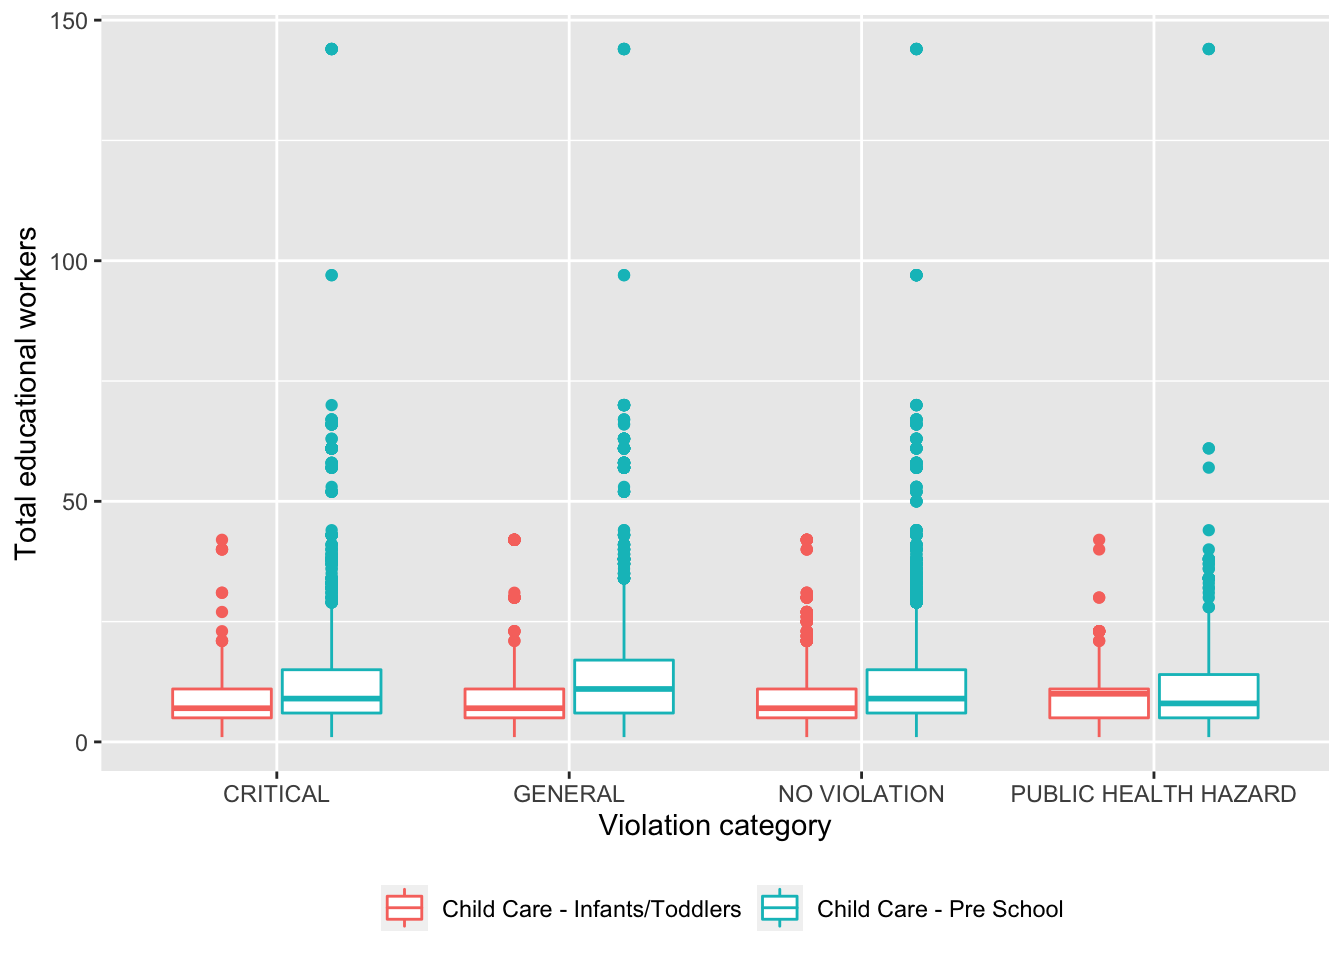 Total educational workers
150
100
50
0
CRITICAL
GENERAL
NO VIOLATION
PUBLIC HEALTH HAZARD
Violation category
Child Care - Infants/Toddlers
Child Care - Pre School